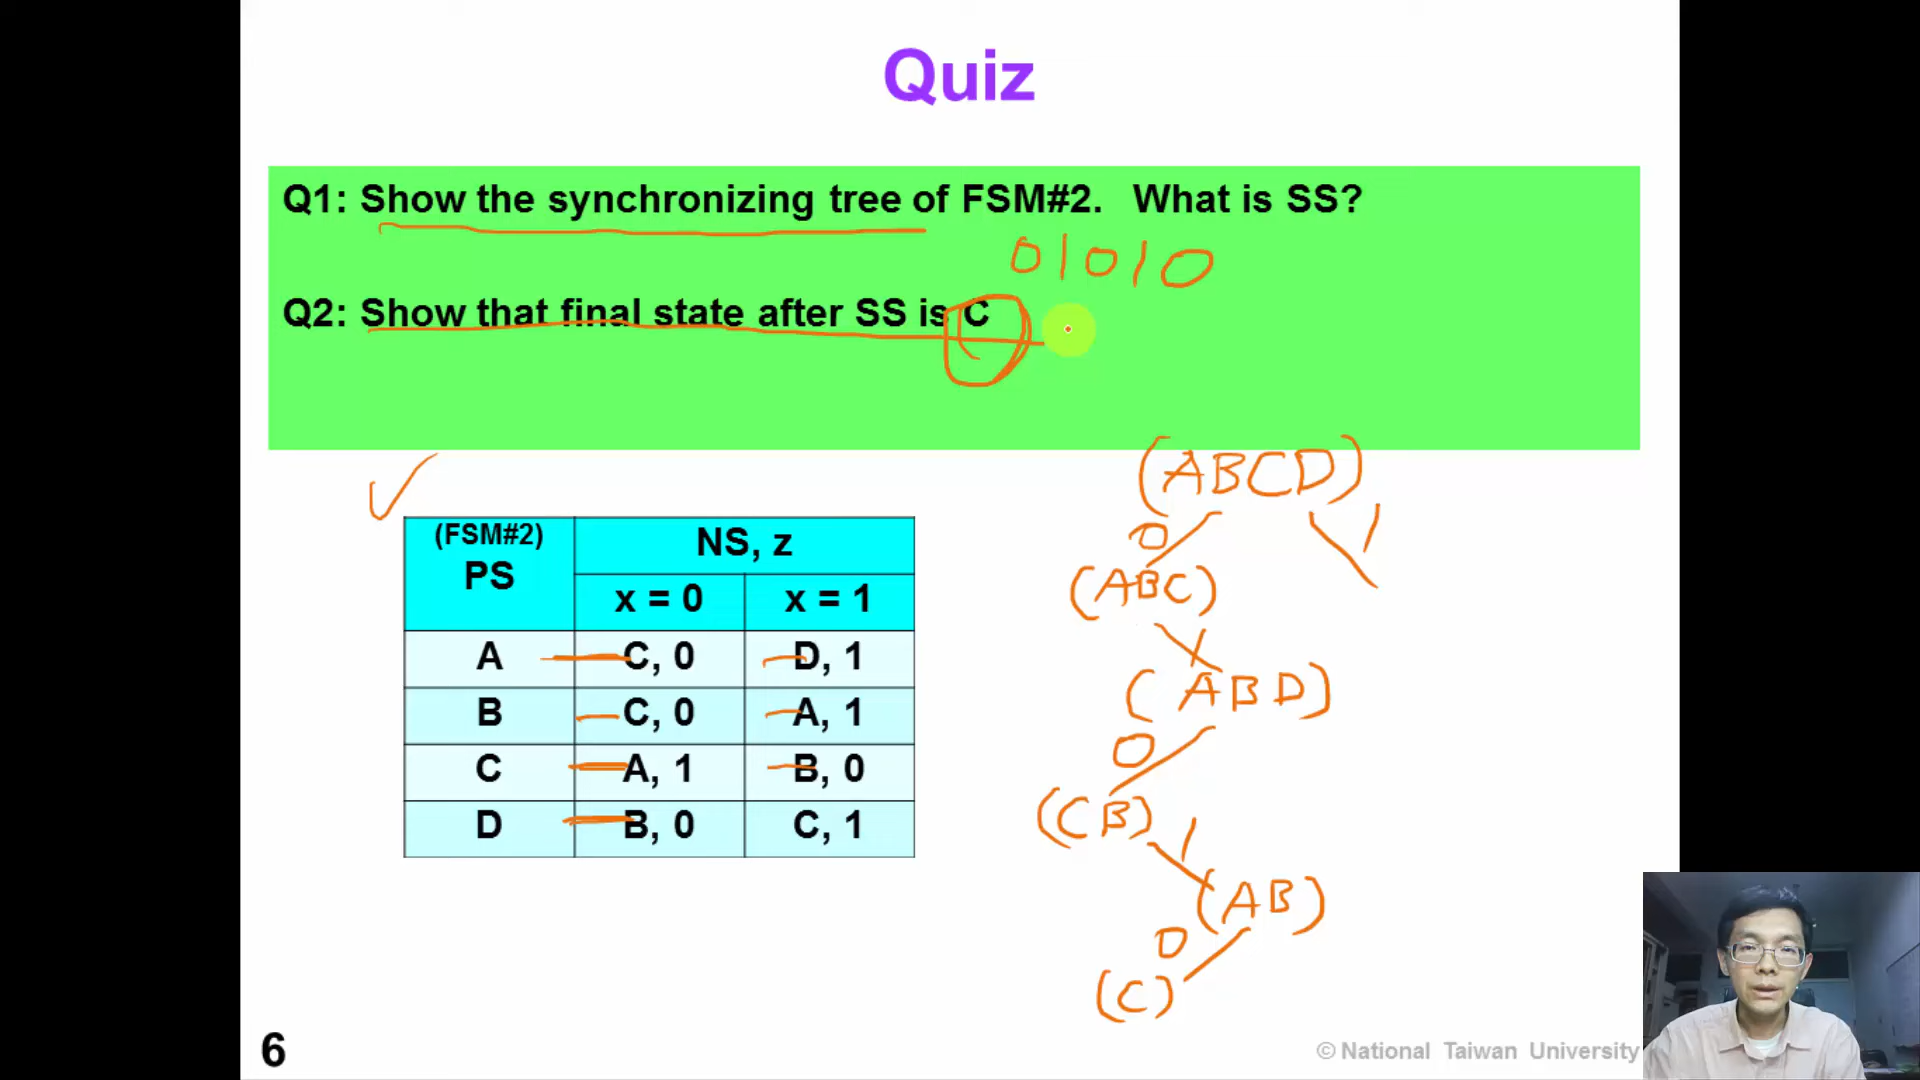 Quiz
Q1: Show the synchronizing tree of FSM#2. What is SS?
01010
Q2: Show that final state after SS is C
(ABCD)
0 1
(ABC)
1
(ABD)
0
(CB)
1
(AB)
0
(C)
(FSM#2)
PS
NS, z
x = 0 x = 1
A C, 0 D, 1
B C, 0 A, 1
C A, 1 B, 0
D B, 0 C, 1
6
© National Taiwan University